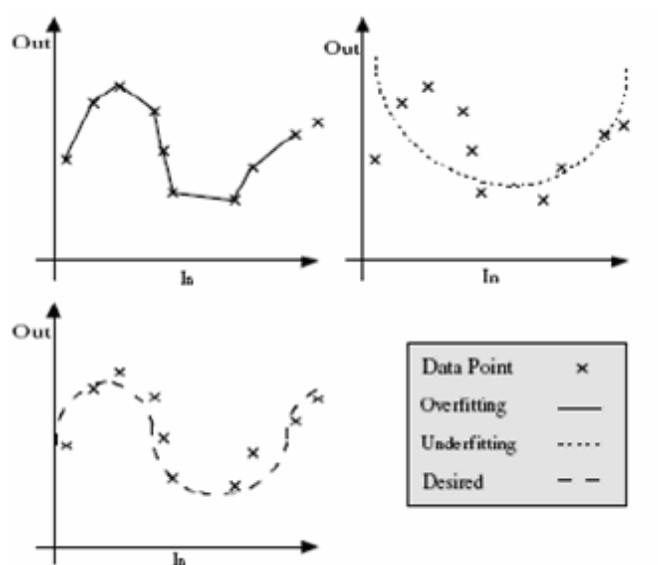 Out
In
Out
In
Out
In
Data Point
Overfitting
Underfitting
Desired